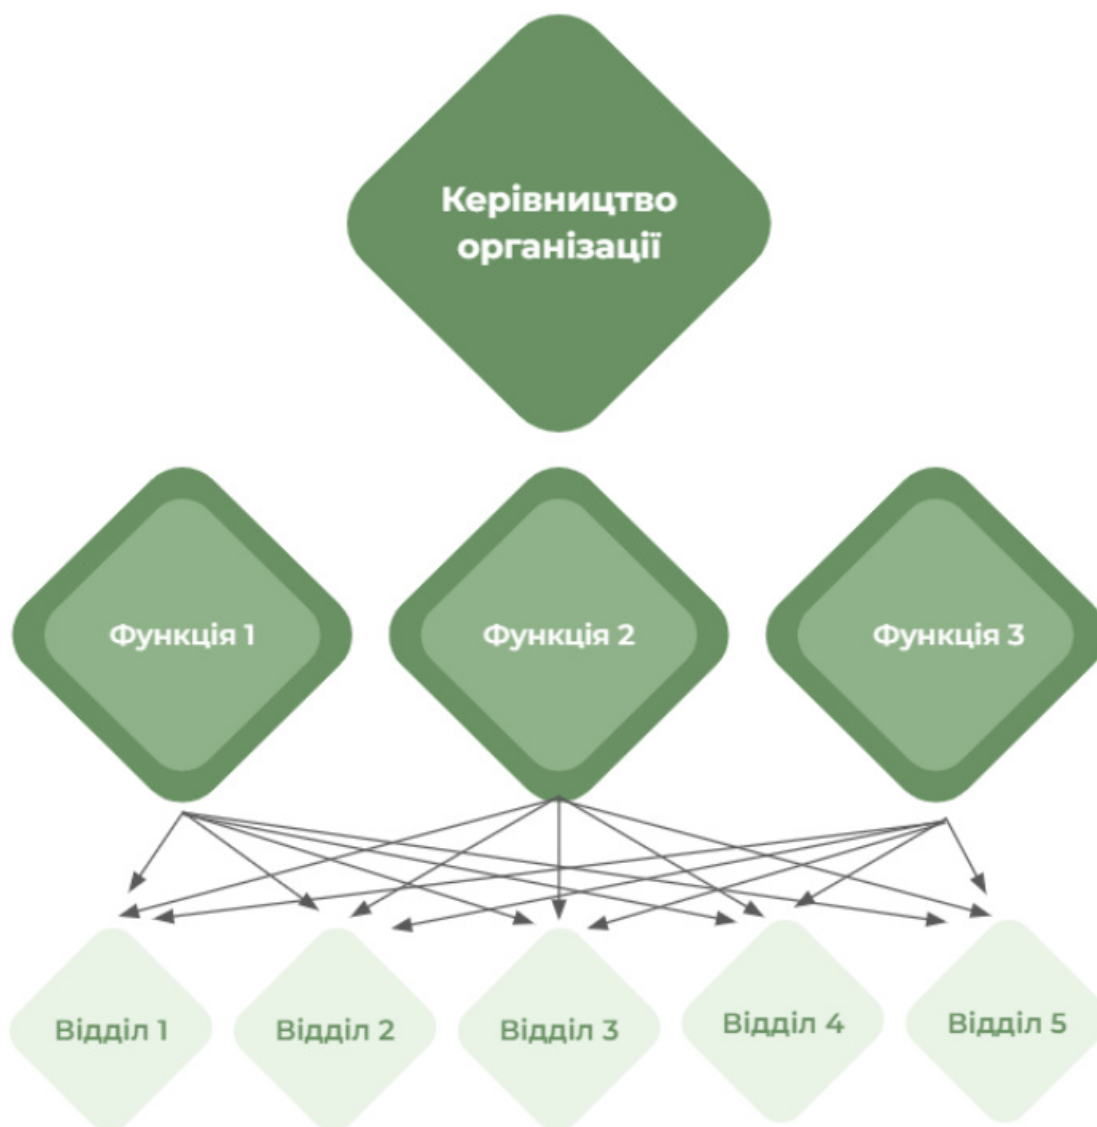 Керівництво
організації
Функція 1
Функція 2
Функція 3
Відділ 1
Відділ 2
Відділ 3
Відділ 4
Відділ 5